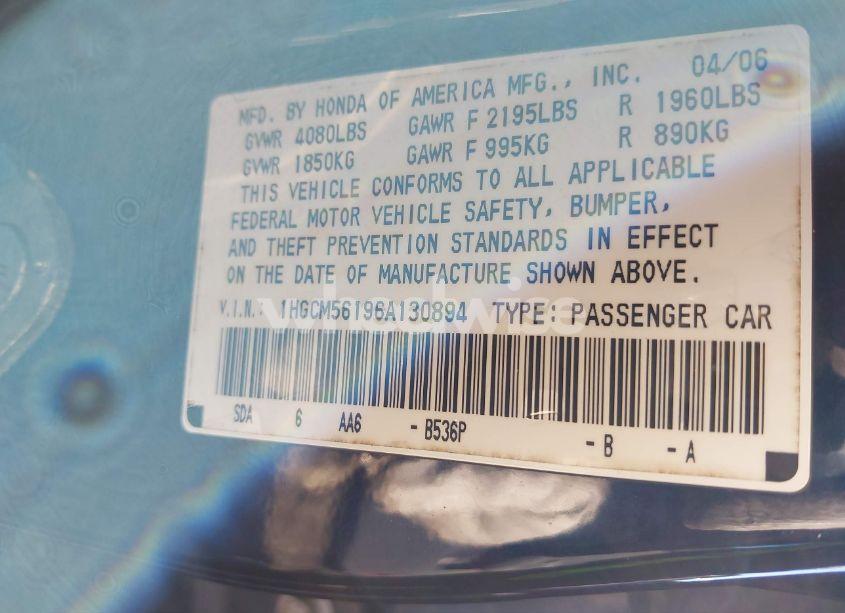 MFD. BY HONDA OF AMERICA MFG., INC. 04/06
GVWR 4080LBS GAWR F 2195LBS R 1960LBS
GVWR 1850KG GAWR F 995KG R 890KG
THIS VEHICLE CONFORMS TO ALL APPLICABLE
FEDERAL MOTOR VEHICLE SAFETY, BUMPER,
AND THEFT PREVENTION STANDARDS IN EFFECT
ON THE DATE OF MANUFACTURE SHOWN ABOVE.
V.I.N.: 1HGCM56196A130894 TYPE: PASSENGER CAR
wheelwise
SDA 6 AA6 - B536P - B - A